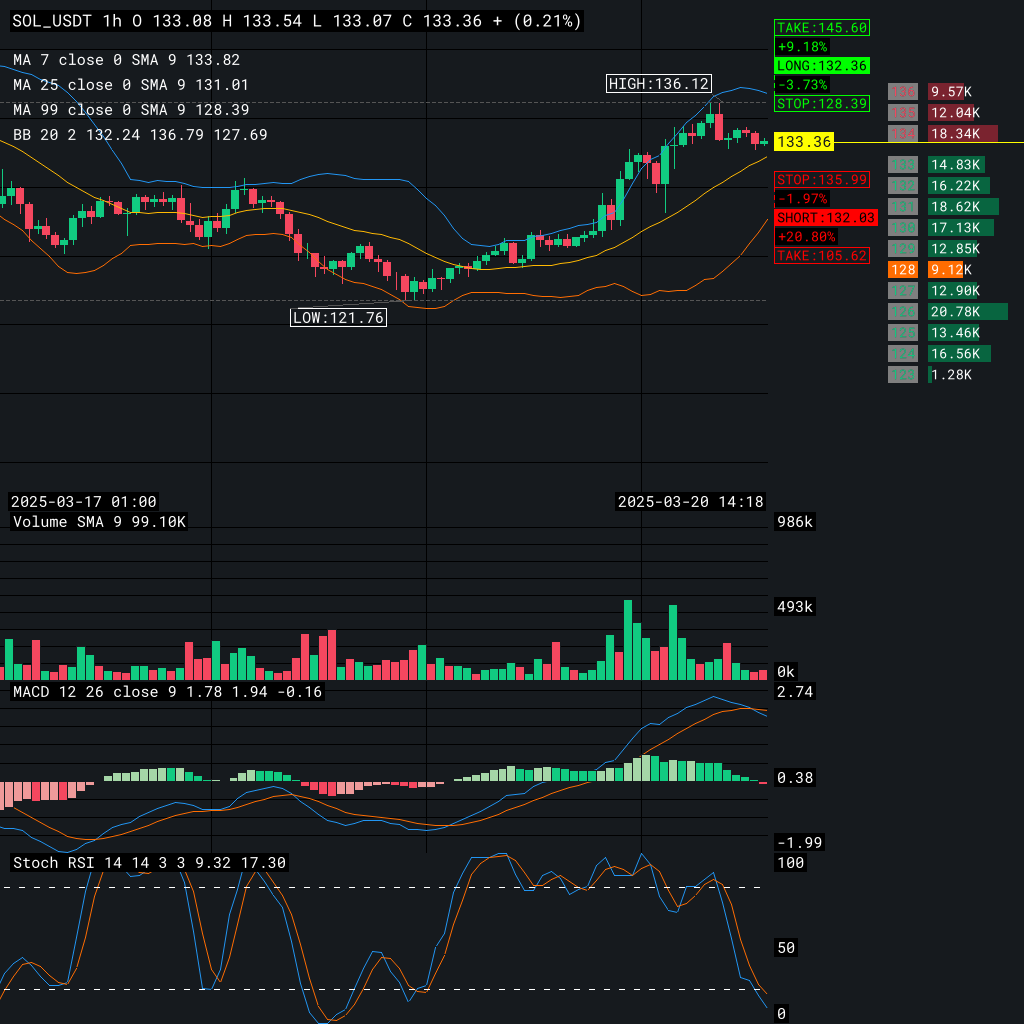 SOL_USDT 1h O 133.08 H 133.54 L 133.07 C 133.36 + (0.21%)
MA 7 close 0 SMA 9 133.82
MA 25 close 0 SMA 9 131.01
MA 99 close 0 SMA 9 128.39
BB 20 2 132.24 136.79 127.69
HIGH:136.12
LOW:121.76
TAKE:145.60
+9.18%
LONG:132.36
-3.73%
STOP:128.39
133.36
STOP:135.99
-1.97%
SHORT:132.03
+20.80%
TAKE:105.62
136 9.57K
135 12.04K
134 18.34K
133 14.83K
132 16.22K
131 18.62K
130 17.13K
129 12.85K
128 9.12K
127 12.90K
126 20.78K
125 13.46K
124 16.56K
123 1.28K
2025-03-17 01:00
2025-03-20 14:18
Volume SMA 9 99.10K
986k
493k
0k
MACD 12 26 close 9 1.78 1.94 -0.16
2.74
0.38
-1.99
Stoch RSI 14 14 3 3 9.32 17.30
100
50
0